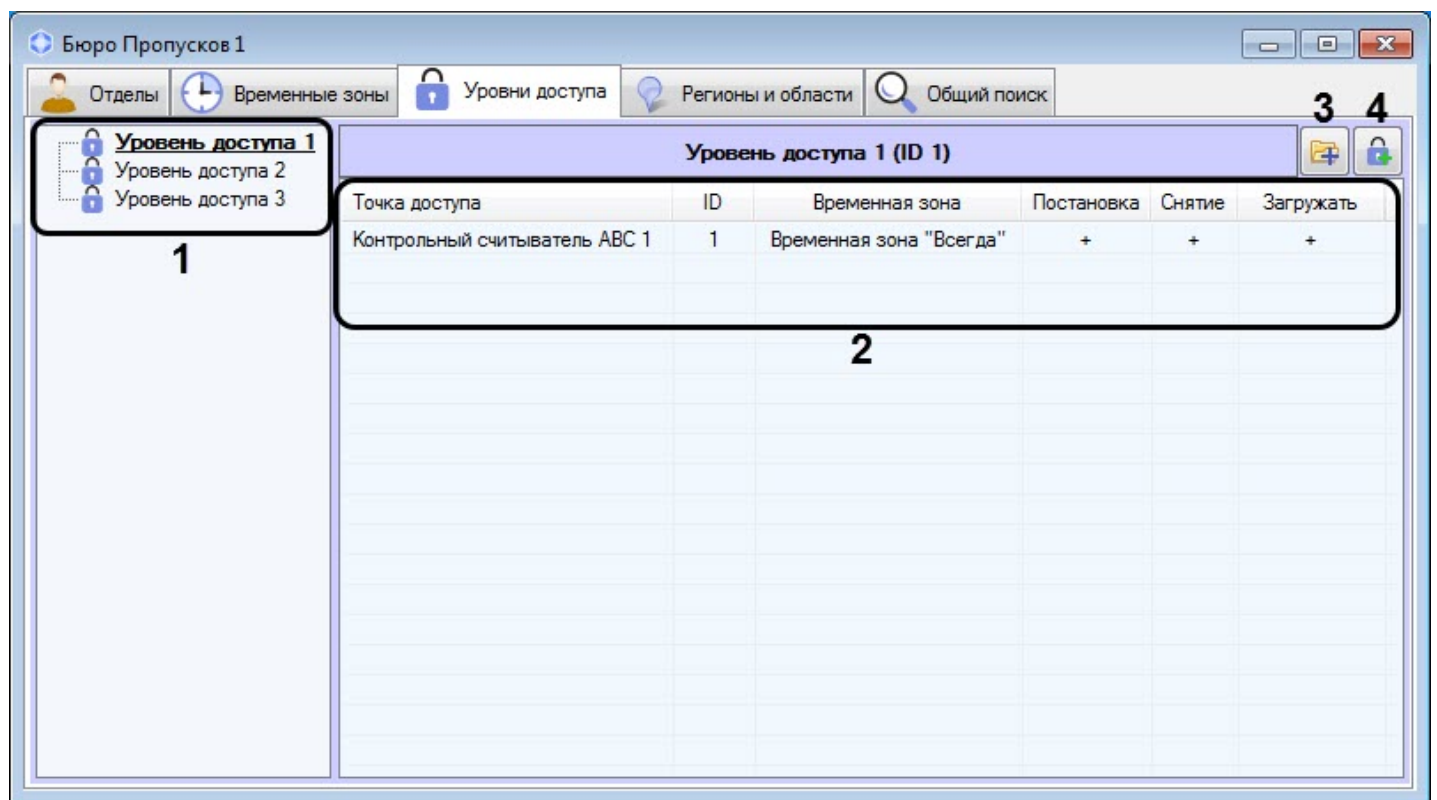 Бюро Пропусков 1
Отделы Временные зоны Уровни доступа Регионы и области Общий поиск
3 4
Уровень доступа 1
Уровень доступа 2
Уровень доступа 3
1
Уровень доступа 1 (ID 1)
Точка доступа ID Временная зона Постановка Снятие Загружать
Контрольный считыватель ABC 1 1 Временная зона "Всегда" + + +
2